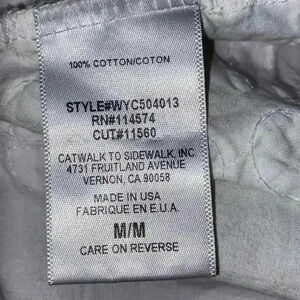 100% COTTON/COTON
STYLE#WYC504013
RN#114574
CUT#11560
CATWALK TO SIDEWALK, INC.
4731 FRUITLAND AVENUE
VERNON, CA 90058
MADE IN USA
FABRIQUE EN E.U.A.
M/M
CARE ON REVERSE